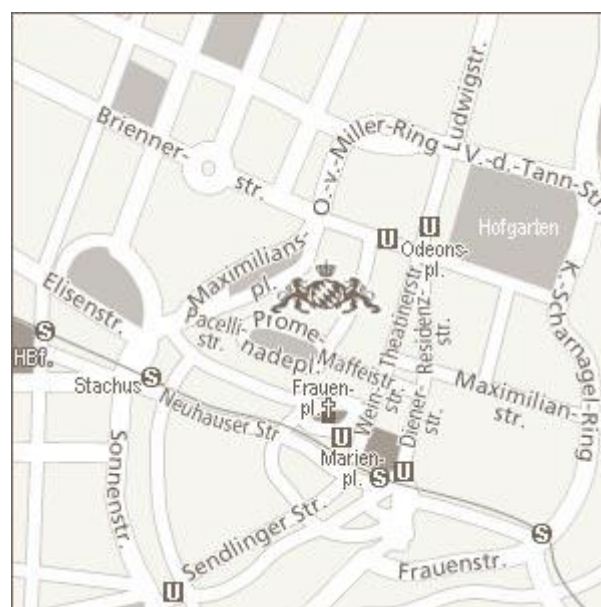 Ludwigstr.
O.-v.-Miller-Ring
V.-d.-Tann-Str.
Brienner-
str.
Hofgarten
U
U
Odeons-
pl.
Maximilians-
pl.
Elisenstr.
K.-Scharnagel-Ring
Pacelli-
str.
Prome-
nadepl.
Theatinerstr.
Residenz-
str.
Maffeistr.
S
HBf.
Stachus
S
Neuhauser Str
Frauen-
pl.
Wein-
str.
Diener-
str.
Maximilian-
str.
U
Marien-
pl.
U
S
Sonnenstr.
Sendlinger Str.
Frauenstr.
S
U